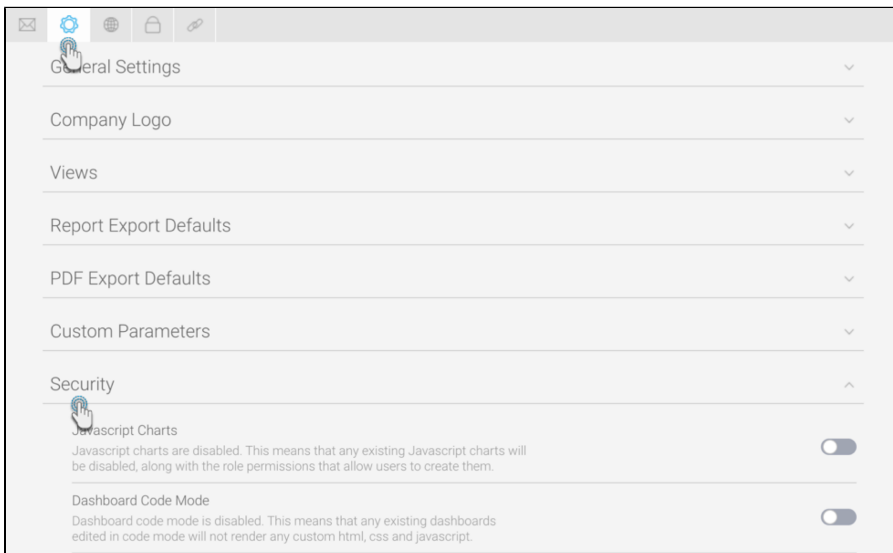 General Settings
Company Logo
Views
Report Export Defaults
PDF Export Defaults
Custom Parameters
Security
Javascript Charts
Javascript charts are disabled. This means that any existing Javascript charts will
be disabled, along with the role permissions that allow users to create them.
Dashboard Code Mode
Dashboard code mode is disabled. This means that any existing dashboards
edited in code mode will not render any custom html, css and javascript.